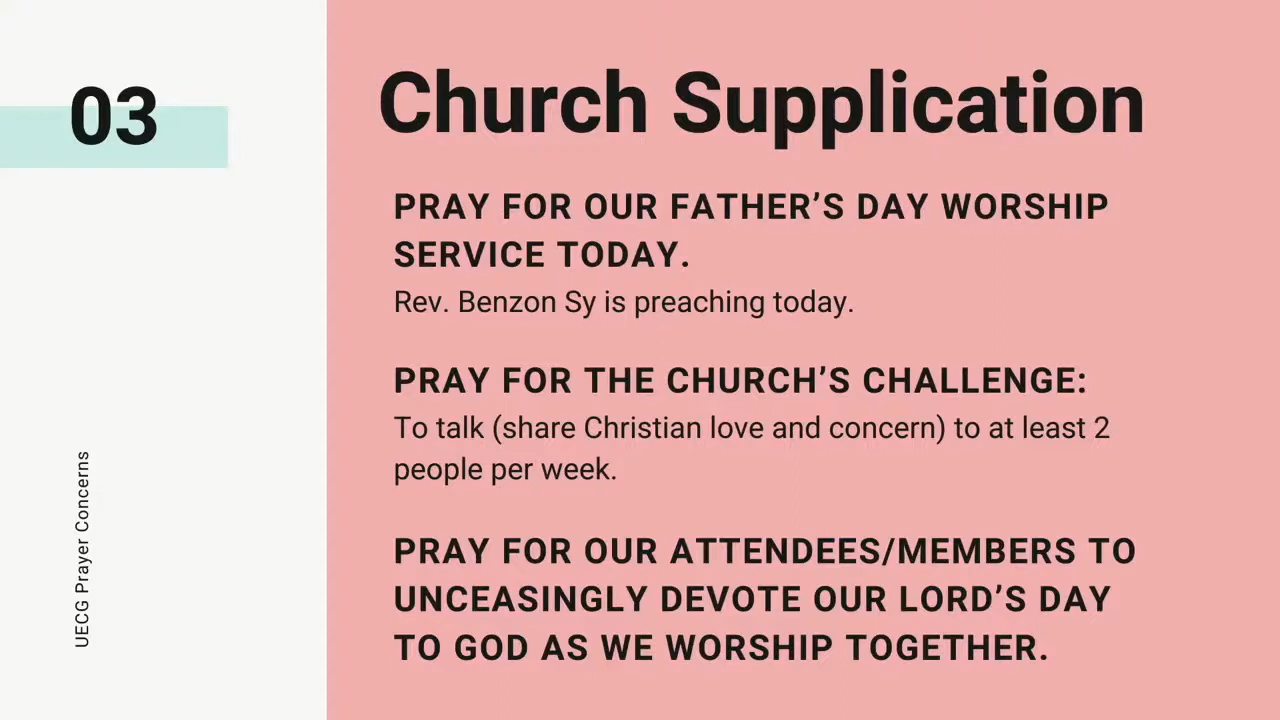 03
Church Supplication
PRAY FOR OUR FATHER’S DAY WORSHIP
SERVICE TODAY.
Rev. Benzon Sy is preaching today.
PRAY FOR THE CHURCH’S CHALLENGE:
To talk (share Christian love and concern) to at least 2
people per week.
PRAY FOR OUR ATTENDEES/MEMBERS TO
UNCEASINGLY DEVOTE OUR LORD’S DAY
TO GOD AS WE WORSHIP TOGETHER.
UECG Prayer Concerns